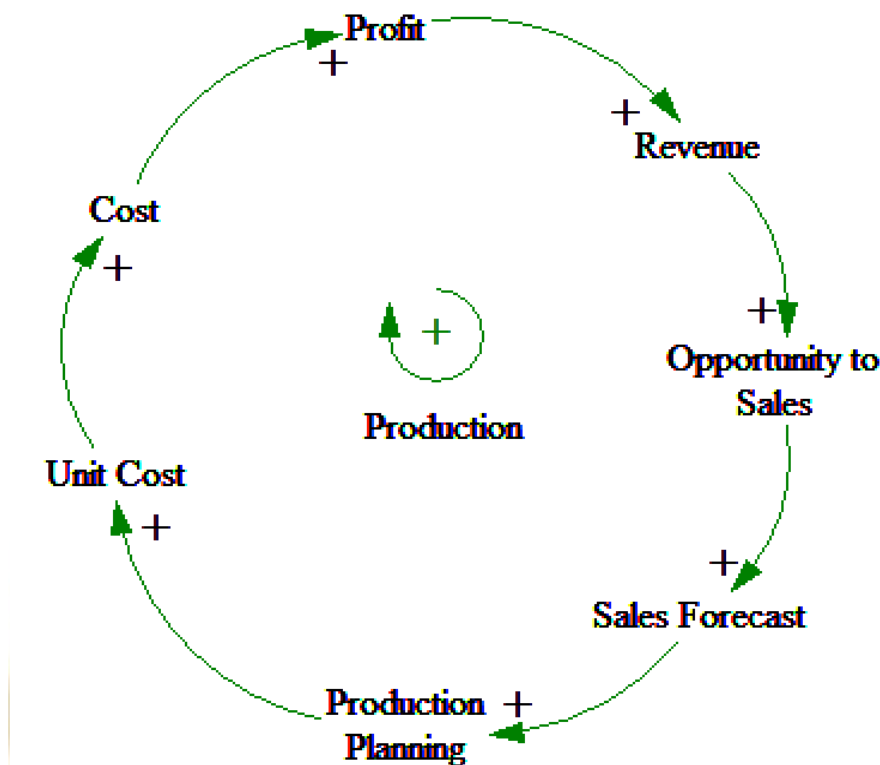 Profit
+
+
Revenue
Cost
+
+
+
Opportunity to
Sales
Production
Unit Cost
+
+
Sales Forecast
Production +
Planning